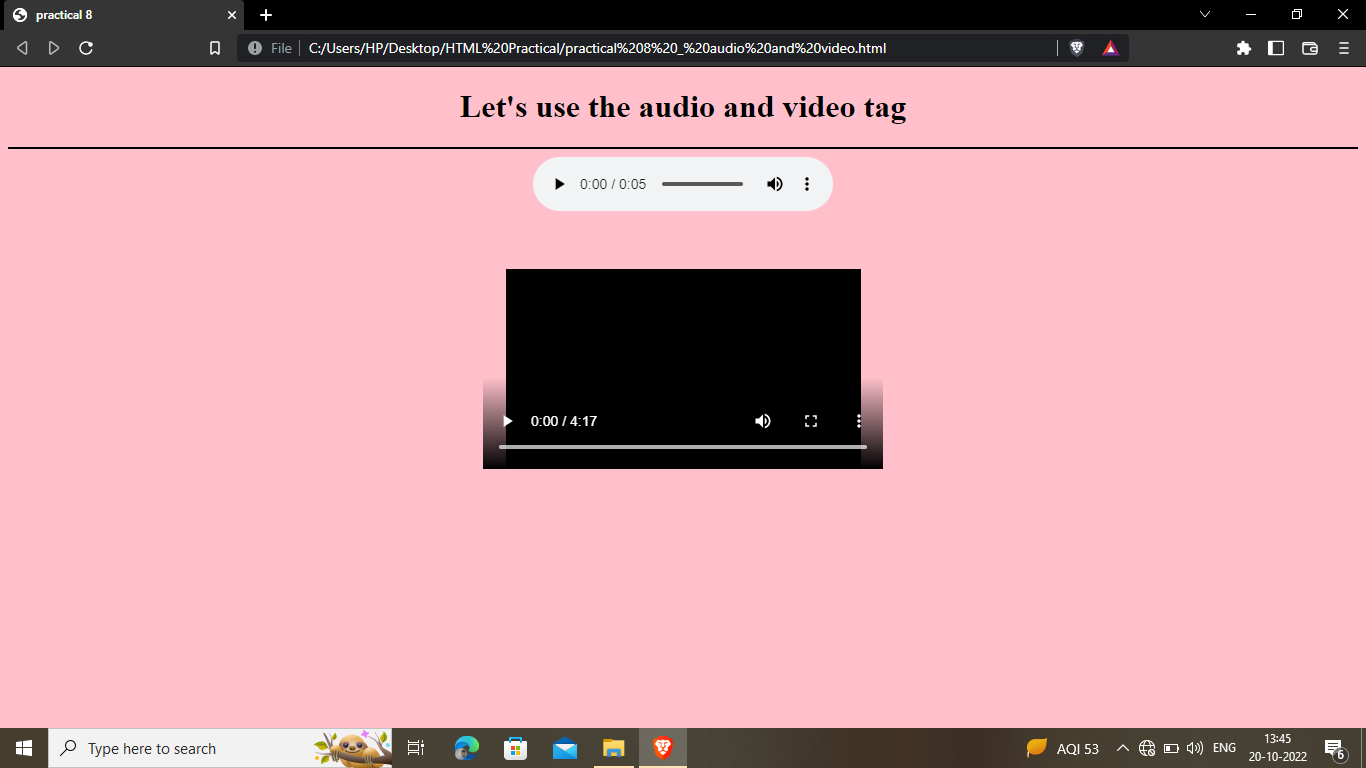 practical 8
File
C:/Users/HP/Desktop/HTML%20Practical/practical%208%20_%20audio%20and%20video.html
Let's use the audio and video tag
0:00 / 0:05
0:00 / 4:17
Type here to search
AQI 53
ENG
13:45
20-10-2022
6